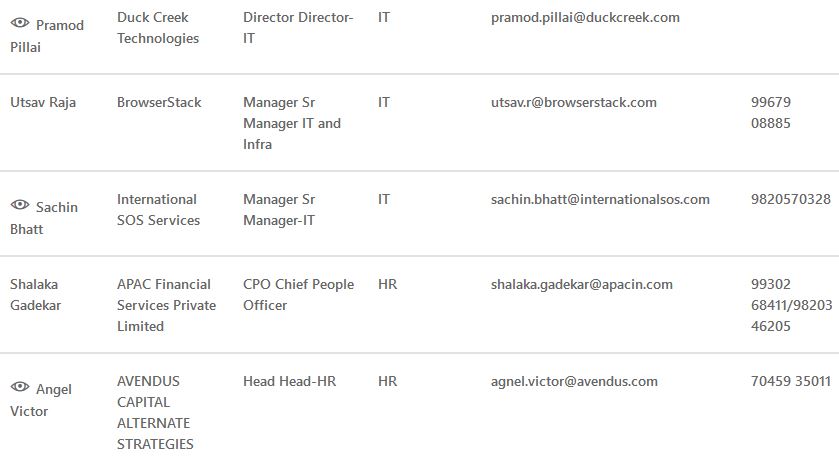 Pramod Pillai
Duck Creek Technologies
Director Director-IT
IT
pramod.pillai@duckcreek.com
Utsav Raja
BrowserStack
Manager Sr Manager IT and Infra
IT
utsav.r@browserstack.com
99679 08885
Sachin Bhatt
International SOS Services
Manager Sr Manager-IT
IT
sachin.bhatt@internationalsos.com
9820570328
Shalaka Gadekar
APAC Financial Services Private Limited
CPO Chief People Officer
HR
shalaka.gadekar@apacin.com
99302 68411/98203 46205
Angel Victor
AVENDUS CAPITAL ALTERNATE STRATEGIES
Head Head-HR
HR
agnel.victor@avendus.com
70459 35011